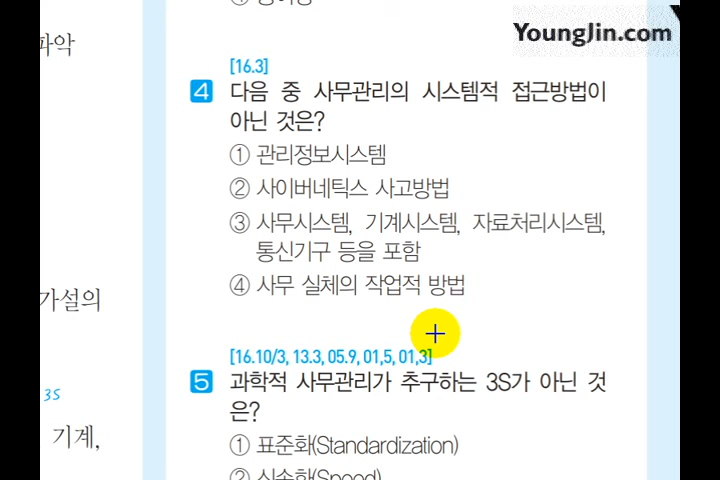 YoungJin.com
파악
[16.3]
4 다음 중 사무관리의 시스템적 접근방법이
아닌 것은?
① 관리정보시스템
② 사이버네틱스 사고방법
③ 사무시스템, 기계시스템, 자료처리시스템,
통신기구 등을 포함
④ 사무 실체의 작업적 방법
가설의
[16.10/3, 13.3, 05.9, 01,5, 01,3]
5 과학적 사무관리가 추구하는 3S가 아닌 것
은?
3S
기계,
① 표준화(Standardization)
② 신속화(Speed)